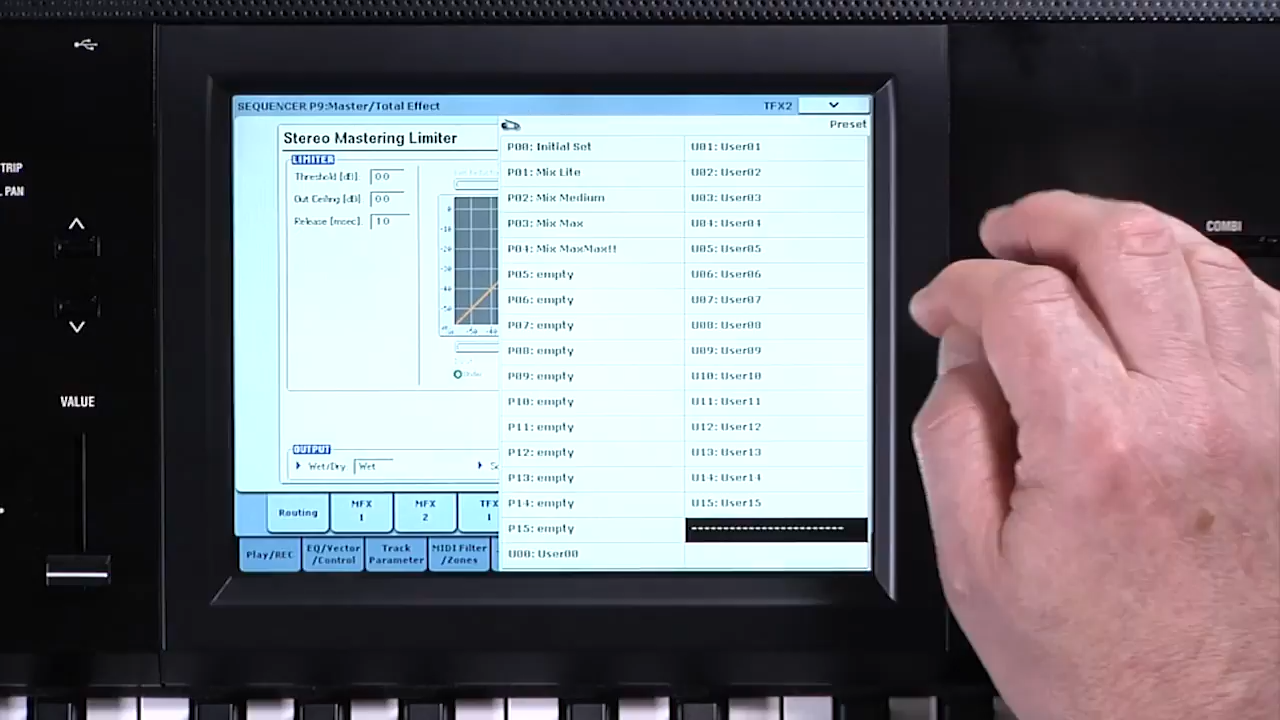 TRIP
PAN
VALUE
COMBI
SEQUENCER P9:Master/Total Effect
TFX2
Stereo Mastering Limiter
LIMITER
Threshold [dB]: 0.0
Out Ceiling [dB] 0.0
Release [msec]: 1.0
OUTPUT
Wet/Dry Wet
Routing
MFX
1
MFX
2
TFX
1
Play/REC
EQ/Vector
/Control
Track
Parameter
MIDI Filter
/Zones
Preset
P00: Initial Set
P01: Mix Lite
P02: Mix Medium
P03: Mix Max
P04: Mix MaxMax!!
P05: empty
P06: empty
P07: empty
P08: empty
P09: empty
P10: empty
P11: empty
P12: empty
P13: empty
P14: empty
P15: empty
U00: User00
U01: User01
U02: User02
U03: User03
U04: User04
U05: User05
U06: User06
U07: User07
U08: User08
U09: User09
U10: User10
U11: User11
U12: User12
U13: User13
U14: User14
U15: User15